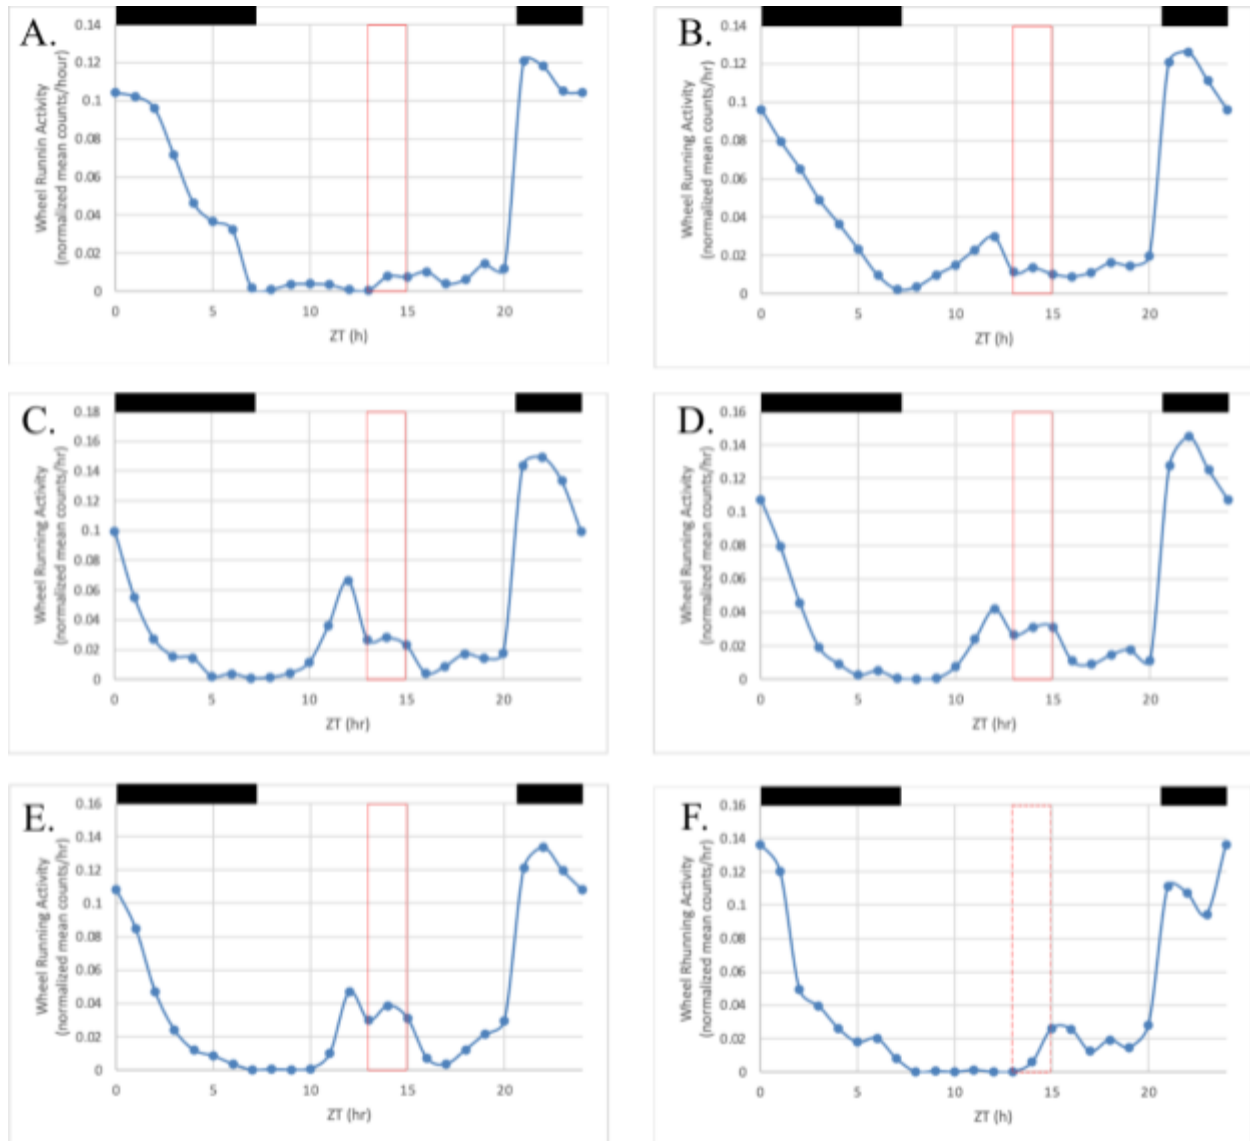 A.
Wheel Runnin Activity
(normalized mean counts/hour)
0.14
0.12
0.1
0.08
0.06
0.04
0.02
0
0 5 10 15 20
ZT (h)
B.
Wheel Running Activity
(normalized mean counts/hr)
0.14
0.12
0.1
0.08
0.06
0.04
0.02
0
0 5 10 15 20
ZT (h)
C.
Wheel Running Activity
(normalized mean counts/hr)
0.18
0.16
0.14
0.12
0.1
0.08
0.06
0.04
0.02
0
0 5 10 15 20
ZT (hr)
D.
Wheel Running Activity
(normalized mean counts/hr)
0.16
0.14
0.12
0.1
0.08
0.06
0.04
0.02
0
0 5 10 15 20
ZT (hr)
E.
Wheel Running Activity
(normalized mean counts/hr)
0.16
0.14
0.12
0.1
0.08
0.06
0.04
0.02
0
0 5 10 15 20
ZT (hr)
F.
Wheel Rhunning Activity
(normalized mean counts/hr)
0.16
0.14
0.12
0.1
0.08
0.06
0.04
0.02
0
0 5 10 15 20
ZT (h)